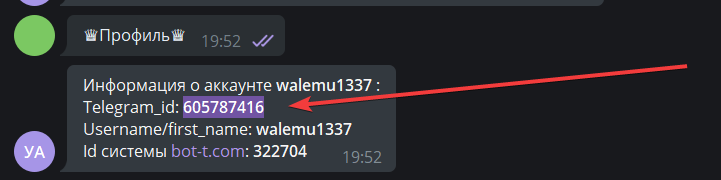 ♛Профиль♛
19:52
Информация о аккаунте walemu1337 :
Telegram_id: 605787416
Username/first_name: walemu1337
УА
Id системы bot-t.com: 322704
19:52